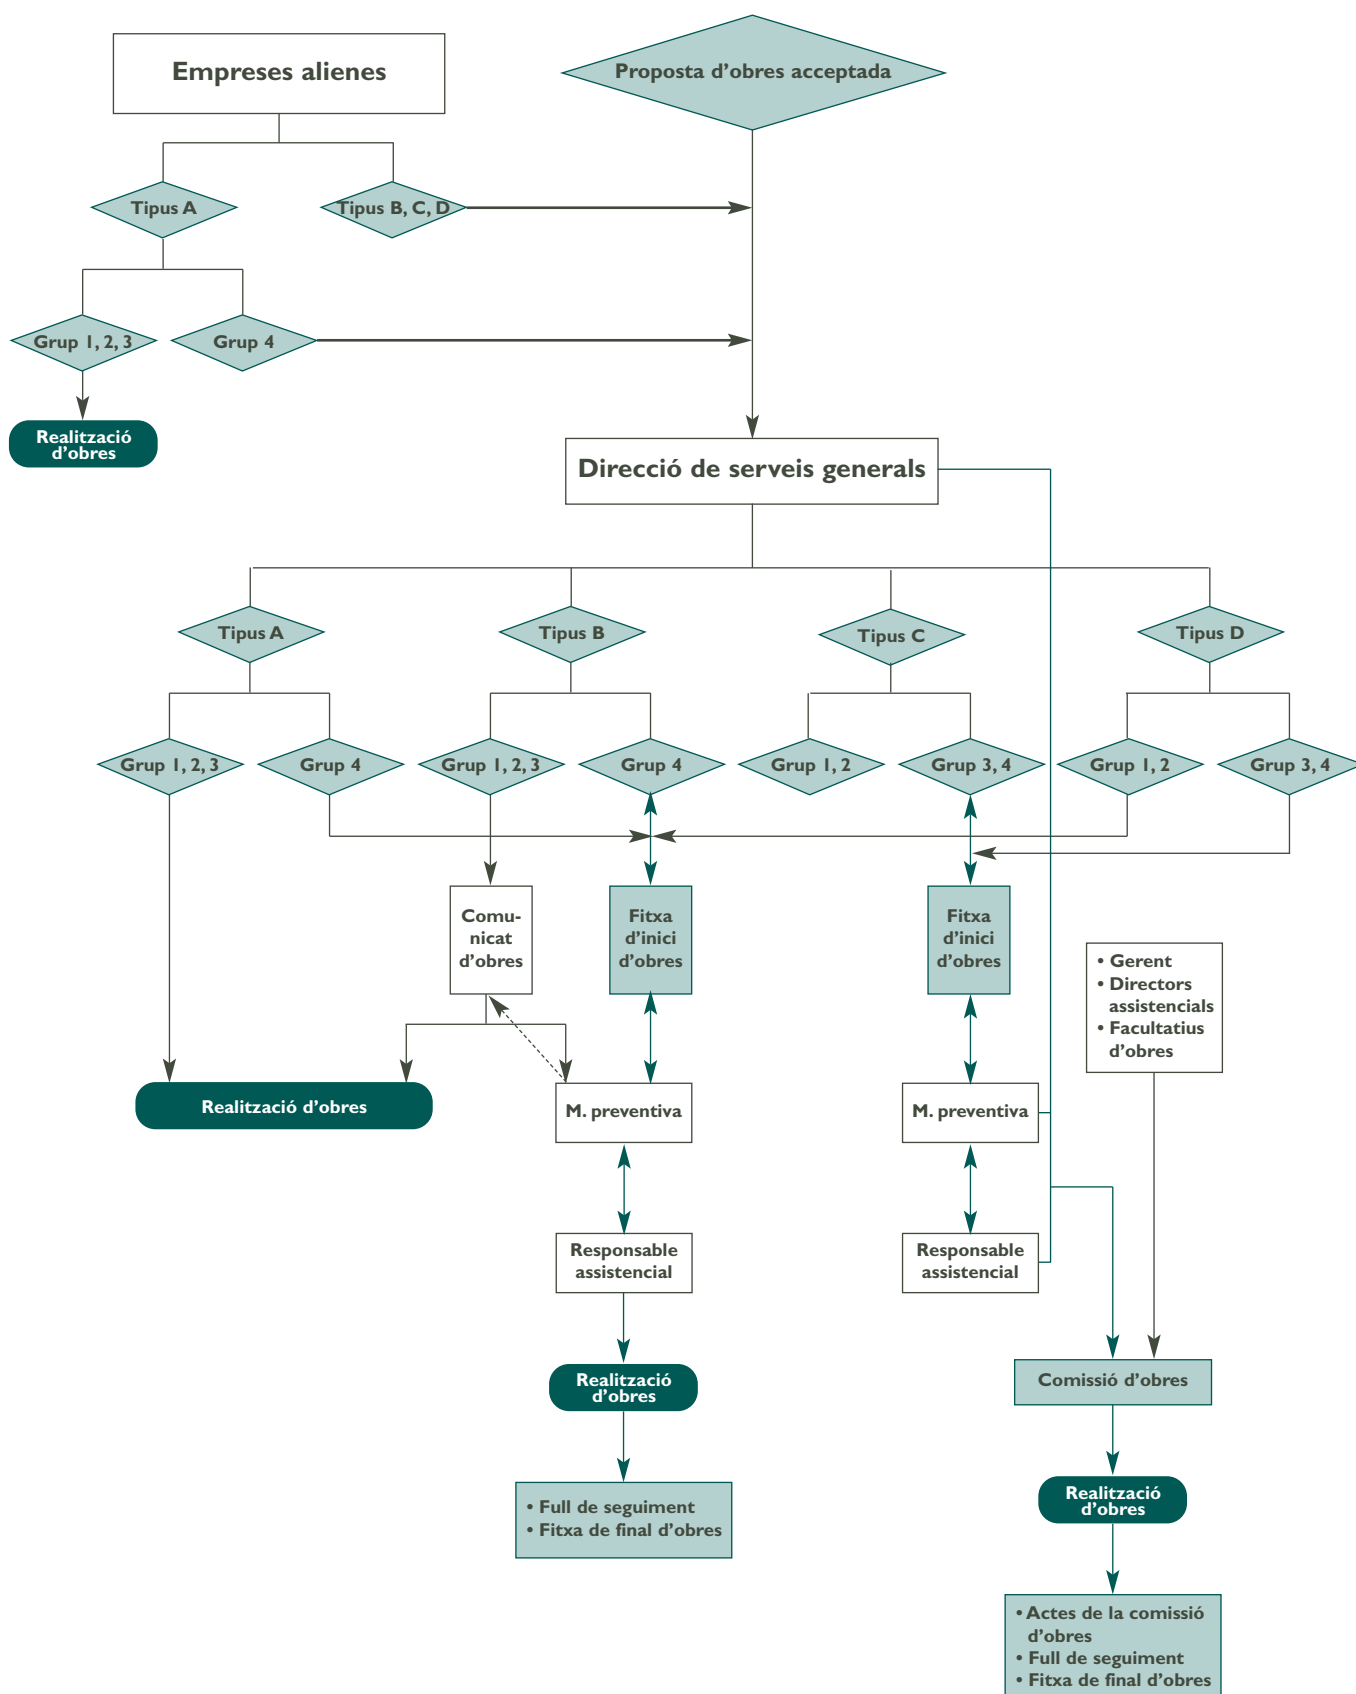 Empreses alienes
Proposta d'obres acceptada
Tipus A
Tipus B, C, D
Grup 1, 2, 3
Grup 4
Realització
d'obres
Direcció de serveis generals
Tipus A
Tipus B
Tipus C
Tipus D
Grup 1, 2, 3
Grup 4
Grup 1, 2, 3
Grup 4
Grup 1, 2
Grup 3, 4
Grup 1, 2
Grup 3, 4
Comu-
nicat
d'obres
Fitxa
d'inici
d'obres
Fitxa
d'inici
d'obres
• Gerent
• Directors
assistencials
• Facultatius
d'obres
Realització d'obres
M. preventiva
M. preventiva
Responsable
assistencial
Responsable
assistencial
Realització
d'obres
Comissió d'obres
• Full de seguiment
• Fitxa de final d'obres
Realització
d'obres
• Actes de la comissió
d'obres
• Full de seguiment
• Fitxa de final d'obres